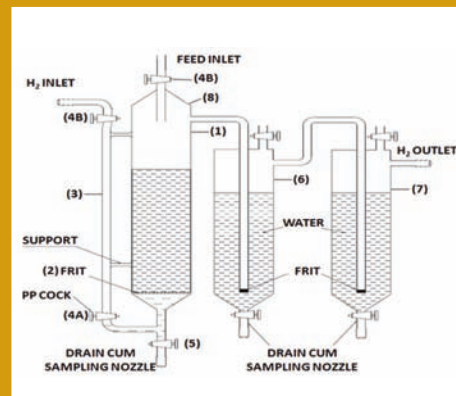 FEED INLET
(4B)
H₂ INLET
(8)
(4B)
(1)
H₂ OUTLET
(6)
(3)
(7)
WATER
SUPPORT
(2) FRIT
FRIT
PP COCK
(4A)
(5)
DRAIN CUM
SAMPLING NOZZLE
DRAIN CUM
SAMPLING NOZZLE